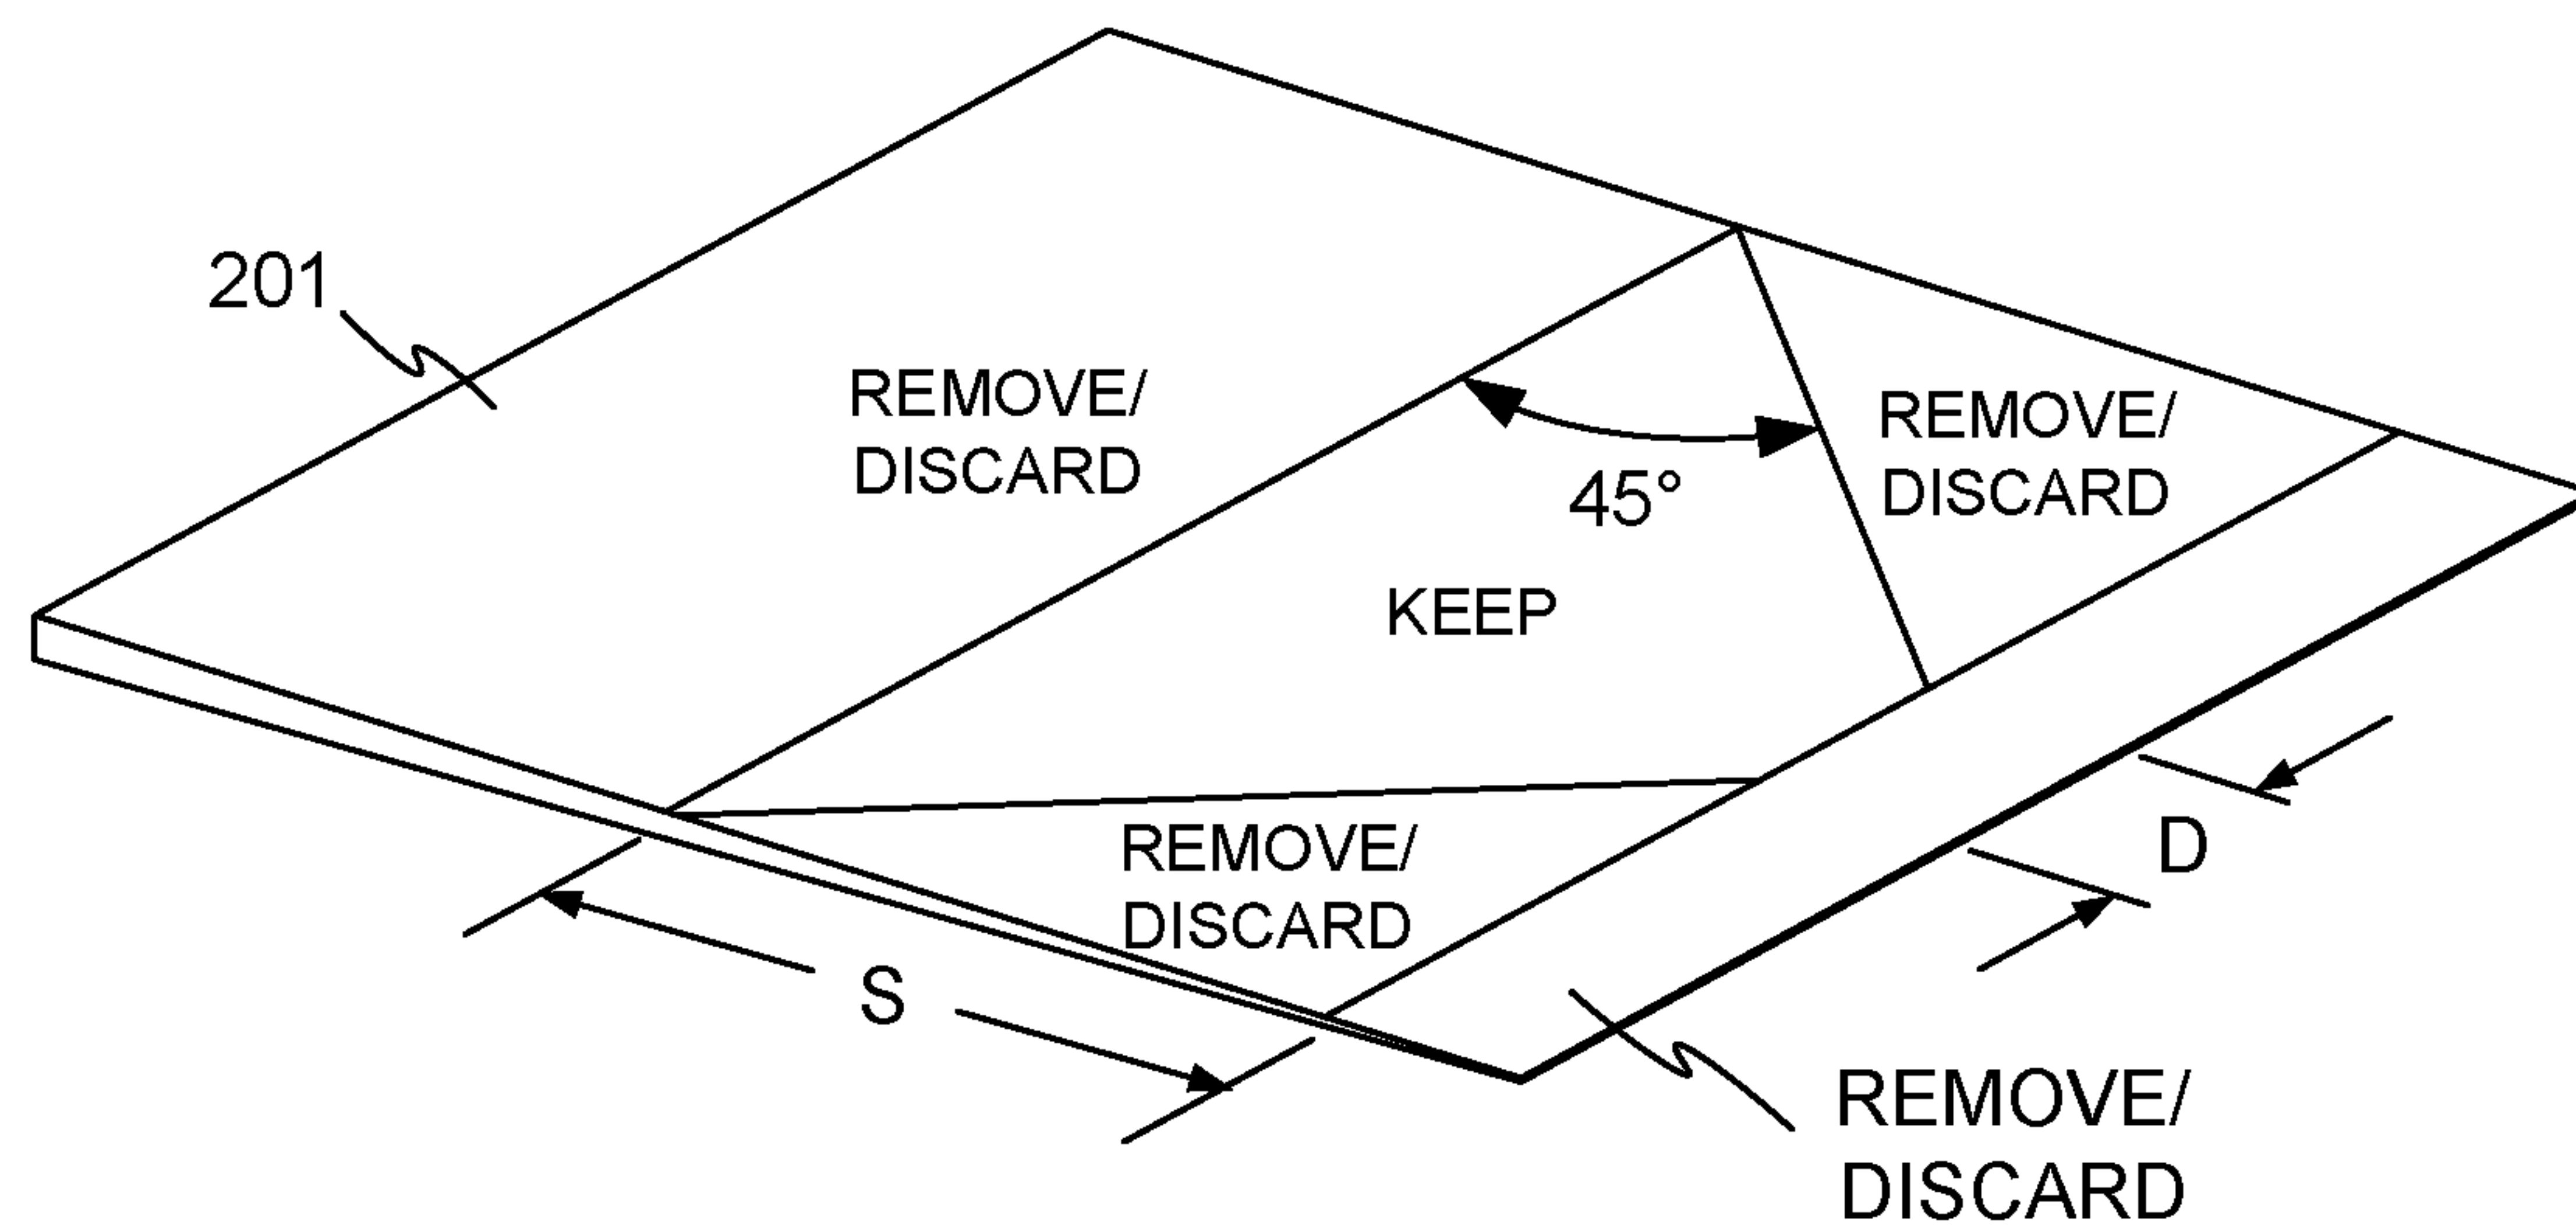 201
REMOVE/
DISCARD
REMOVE/
DISCARD
45°
KEEP
REMOVE/
DISCARD
D
S
REMOVE/
DISCARD